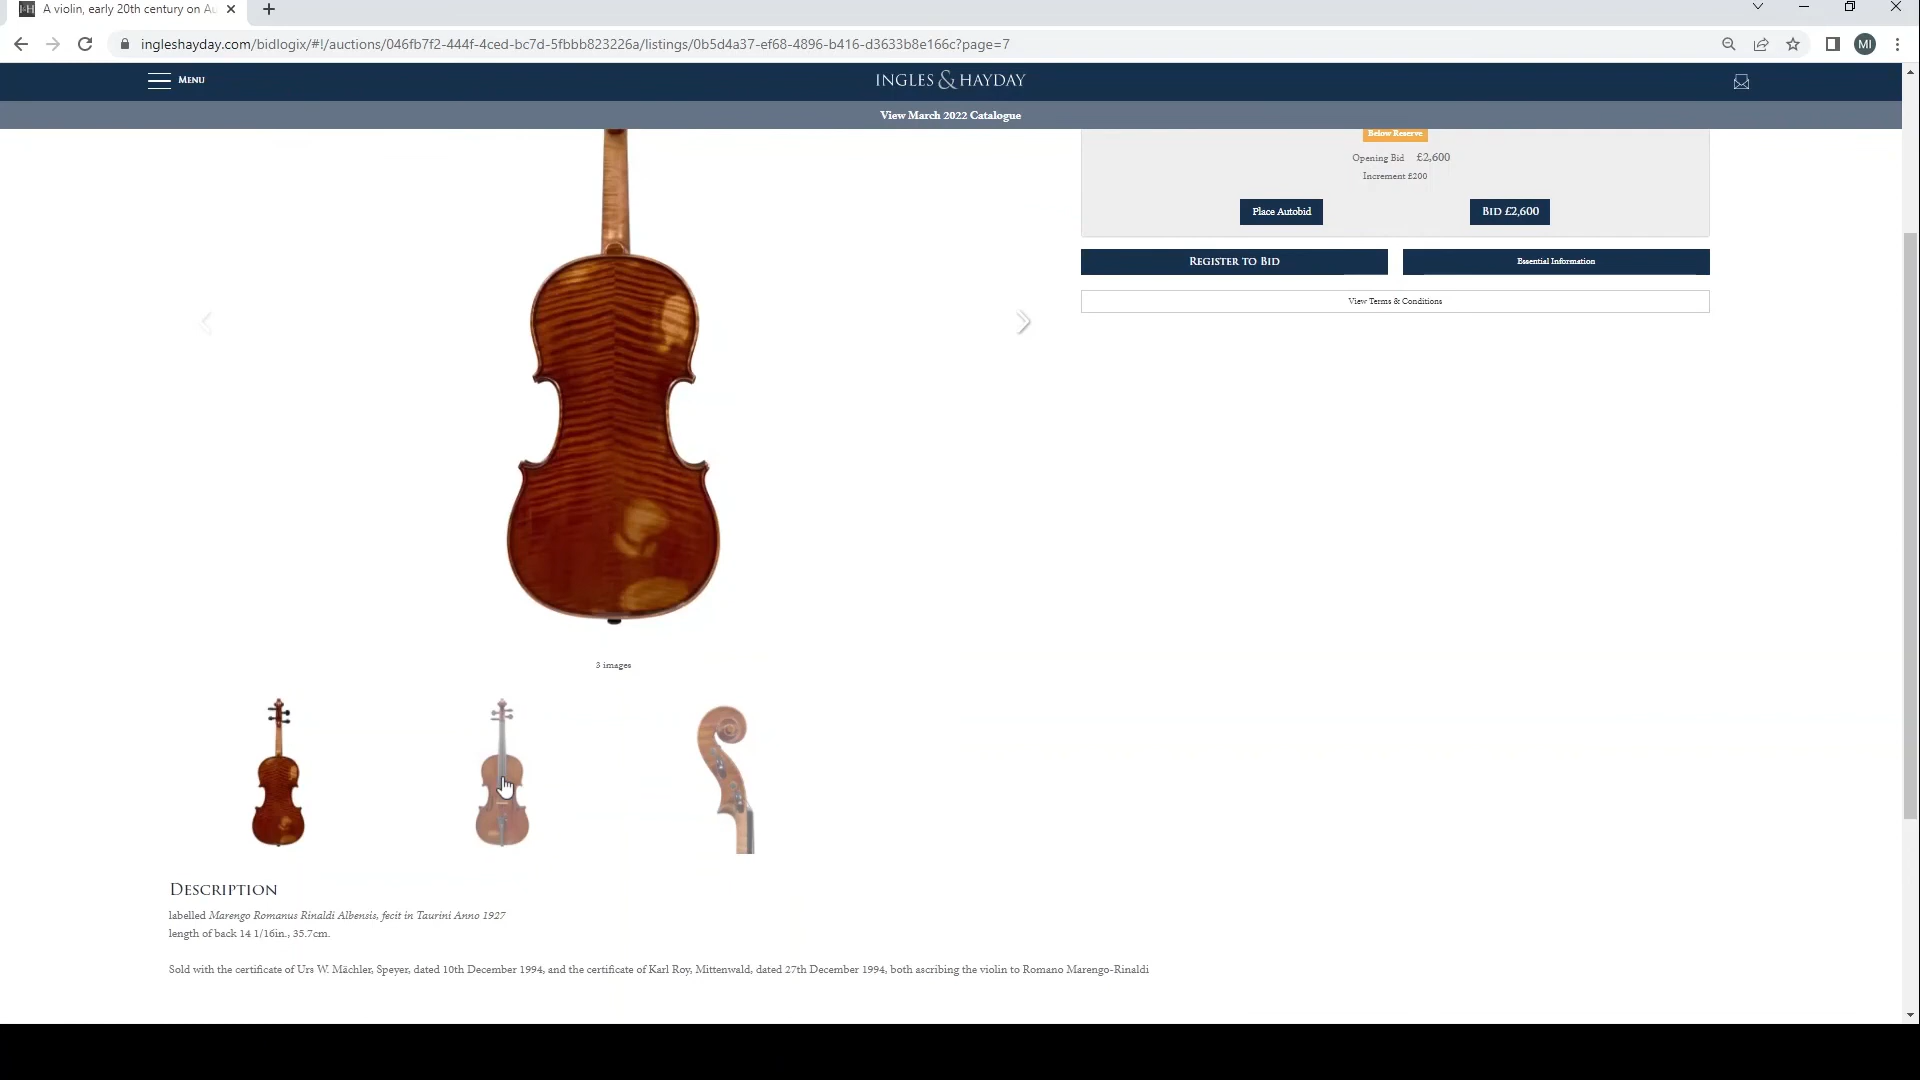 A violin, early 20th century on Au
ingleshayday.com/bidlogix/#!/auctions/046fb7f2-444f-4ced-bc7d-5fbbb823226a/listings/0b5d4a37-ef68-4896-b416-d3633b8e166c?page=7
MI
MENU
INGLES & HAYDAY
View March 2022 Catalogue
Below Reserve
Opening Bid £2,600
Increment £200
Place Autobid
BID £2,600
REGISTER TO BID
Essential Information
View Terms & Conditions
3 images
DESCRIPTION
labelled Marengo Romanus Rinaldi Albensis, fecit in Taurini Anno 1927
length of back 14 1/16in., 35.7cm.
Sold with the certificate of Urs W. Mächler, Speyer, dated 10th December 1994, and the certificate of Karl Roy, Mittenwald, dated 27th December 1994, both ascribing the violin to Romano Marengo-Rinaldi